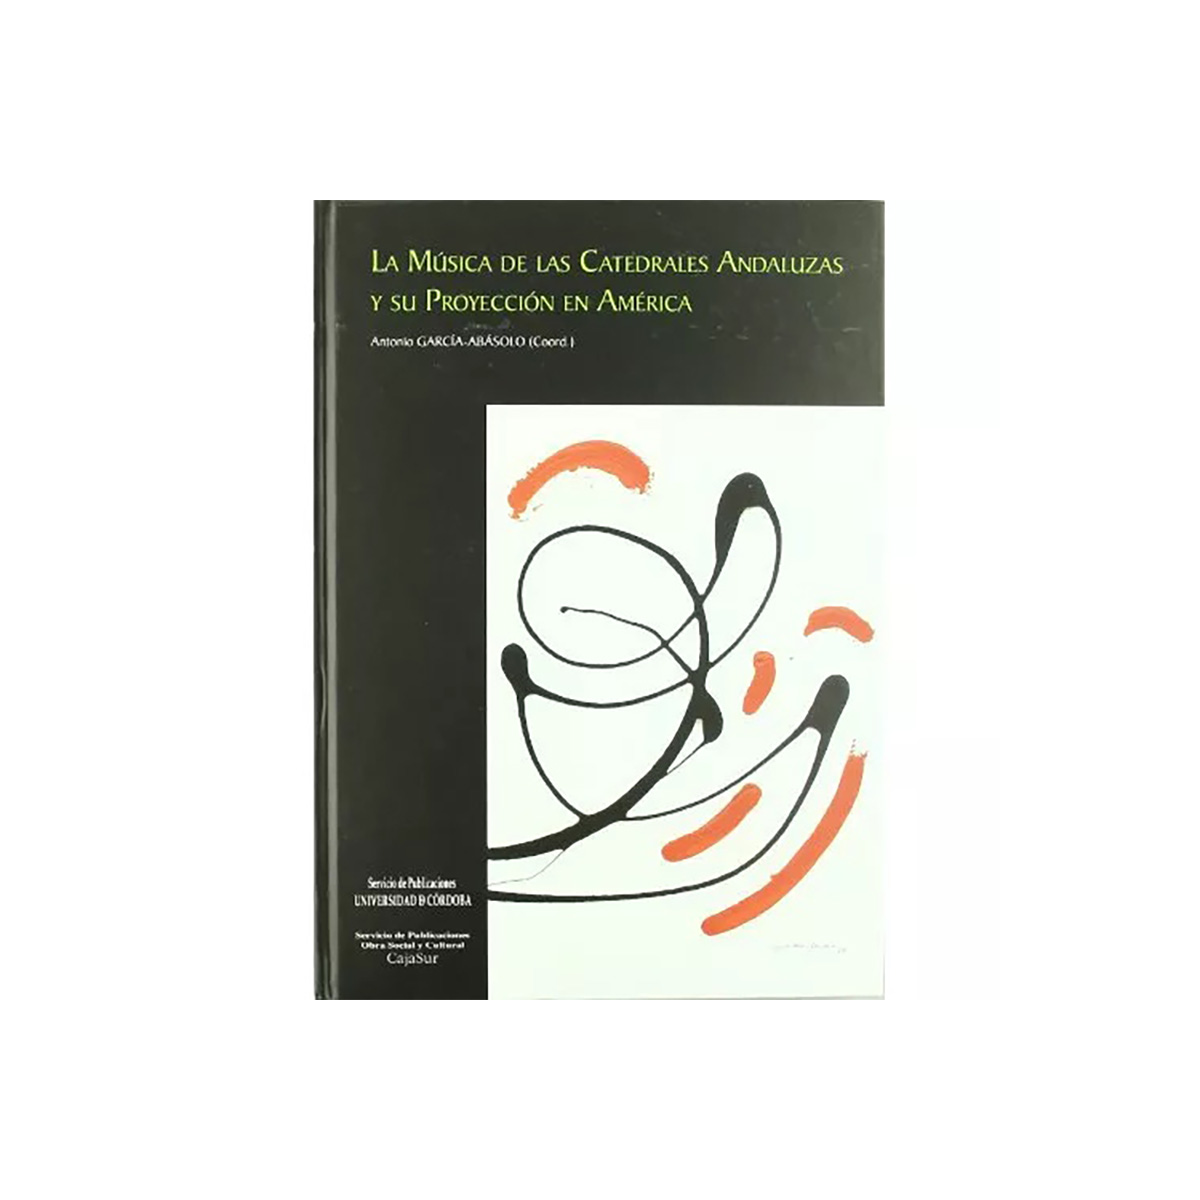 LA MÚSICA DE LAS CATEDRALES ANDALUZAS
Y SU PROYECCIÓN EN AMÉRICA
Antonio GARCÍA-ABÁSOLO (Coord.)
Servicio de Publicaciones
UNIVERSIDAD DE CÓRDOBA
Servicio de Publicaciones
Obra Social y Cultural
CajaSur